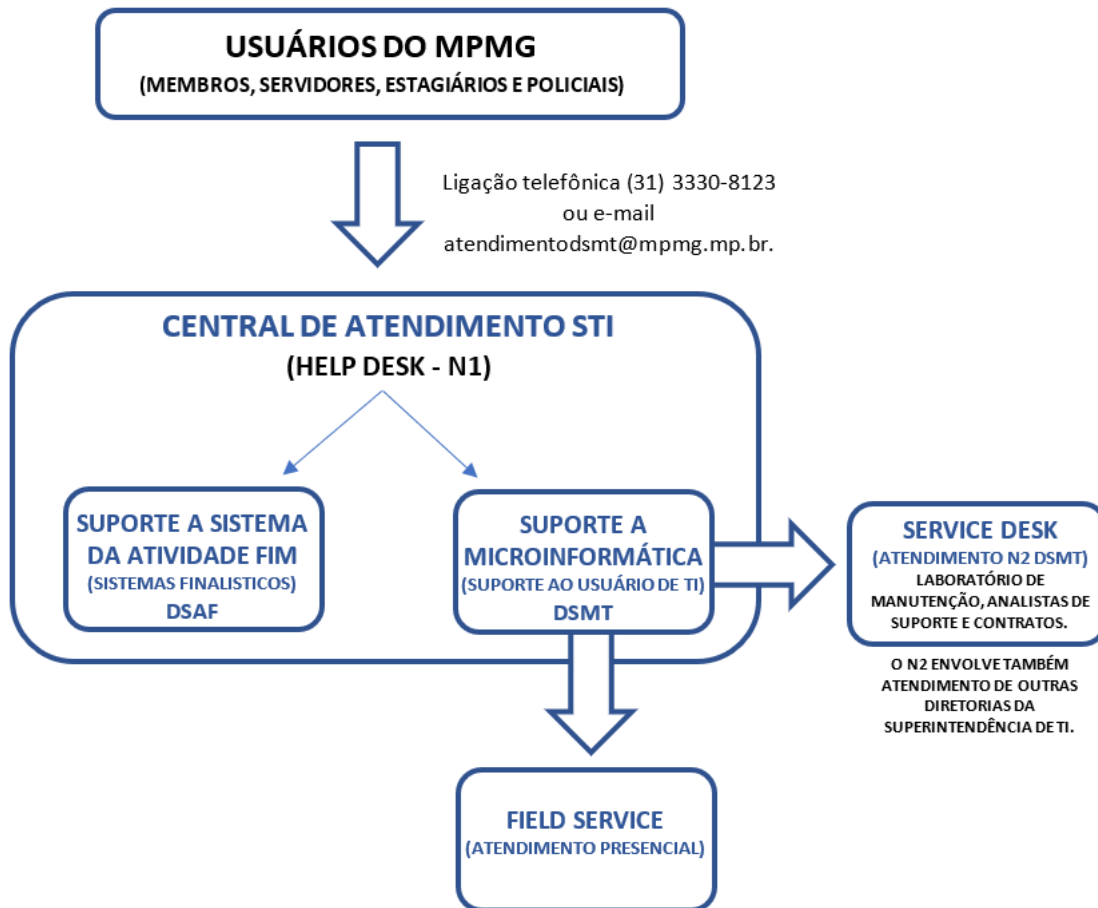 USUÁRIOS DO MPMG
(MEMBROS, SERVIDORES, ESTAGIÁRIOS E POLICIAIS)
Ligação telefônica (31) 3330-8123
ou e-mail
atendimentodsmt@mpmg.mp.br.
CENTRAL DE ATENDIMENTO STI
(HELP DESK - N1)
SUPORTE A SISTEMA
DA ATIVIDADE FIM
(SISTEMAS FINALISTICOS)
DSAF
SUPORTE A
MICROINFORMÁTICA
(SUPORTE AO USUÁRIO DE TI)
DSMT
SERVICE DESK
(ATENDIMENTO N2 DSMT)
LABORATÓRIO DE
MANUTENÇÃO, ANALISTAS DE
SUPORTE E CONTRATOS.
O N2 ENVOLVE TAMBÉM
ATENDIMENTO DE OUTRAS
DIRETORIAS DA
SUPERINTENDÊNCIA DE TI.
FIELD SERVICE
(ATENDIMENTO PRESENCIAL)